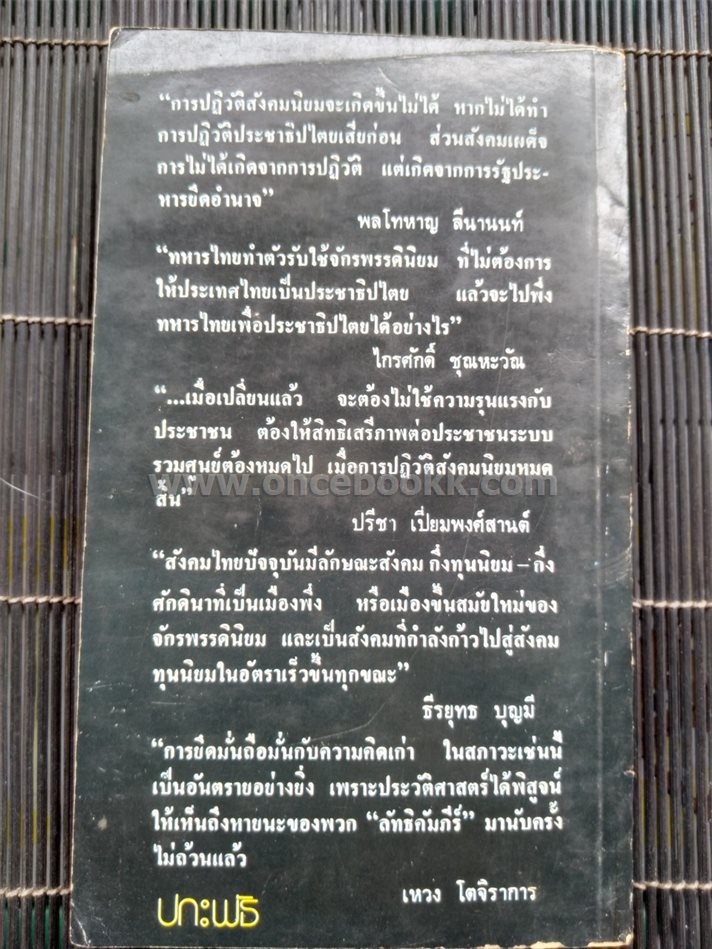 “การปฏิวัติสังคมนิยมจะเกิดขึ้นไม่ได้ หากไม่ได้ทำ
การปฏิวัติประชาธิปไตยเสียก่อน ส่วนสังคมเผด็จ
การไม่ได้เกิดจากการปฏิวัติ แต่เกิดจากการรัฐประ-
หารยึดอำนาจ”
พลโทหาญ ลีนานนท์
“ทหารไทยทำตัวรับใช้จักรพรรดินิยม ที่ไม่ต้องการ
ให้ประเทศไทยเป็นประชาธิปไตย แล้วจะไปพึ่ง
ทหารไทยเพื่อประชาธิปไตยได้อย่างไร”
ไกรศักดิ์ ชุณหะวัณ
“...เมื่อเปลี่ยนแล้ว จะต้องไม่ใช้ความรุนแรงกับ
ประชาชน ต้องให้สิทธิเสรีภาพต่อประชาชนระบบ
รวมศูนย์ต้องหมดไป เมื่อการปฏิวัติสังคมนิยมหมด
www.oncebookk.com
สิ้น”
ปรีชา เปี่ยมพงศ์สานต์
“สังคมไทยปัจจุบันมีลักษณะสังคม กึ่งทุนนิยม – กึ่ง
ศักดินาที่เป็นเมืองพึ่ง หรือเมืองขึ้นสมัยใหม่ของ
จักรพรรดินิยม และเป็นสังคมที่กำลังก้าวไปสู่สังคม
ทุนนิยมในอัตราเร็วขึ้นทุกขณะ”
ธีรยุทธ บุญมี
“การยึดมั่นถือมั่นกับความคิดเก่า ในสภาวะเช่นนี้
เป็นอันตรายอย่างยิ่ง เพราะประวัติศาสตร์ได้พิสูจน์
ให้เห็นถึงหายนะของพวก “ลัทธิคัมภีร์” มานับครั้ง
ไม่ถ้วนแล้ว
เหวง โตจิราการ